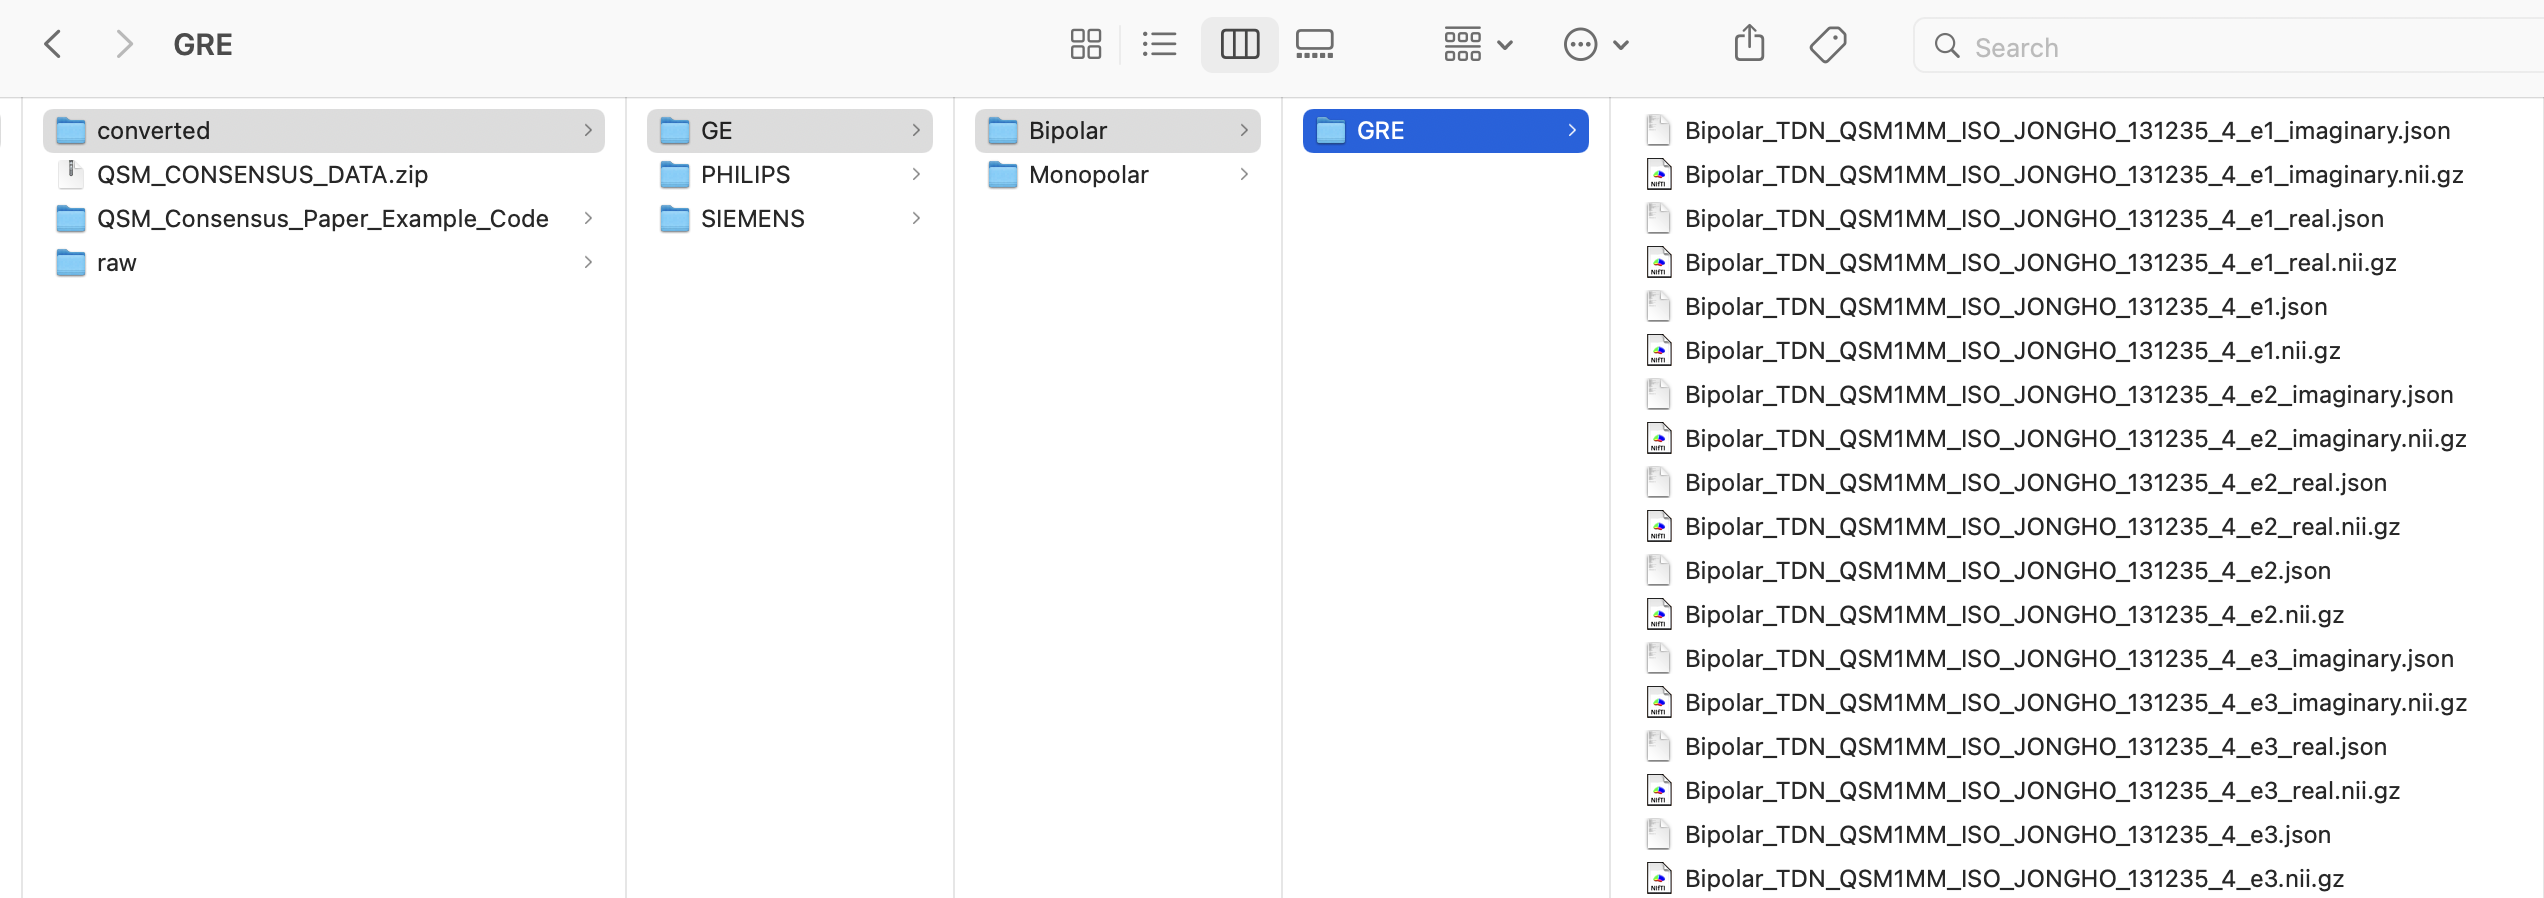 GRE
Search
converted
QSM_CONSENSUS_DATA.zip
QSM_Consensus_Paper_Example_Code
raw
GE
PHILIPS
SIEMENS
Bipolar
Monopolar
GRE
Bipolar_TDN_QSM1MM_ISO_JONGHO_131235_4_e1_imaginary.json
Bipolar_TDN_QSM1MM_ISO_JONGHO_131235_4_e1_imaginary.nii.gz
Bipolar_TDN_QSM1MM_ISO_JONGHO_131235_4_e1_real.json
Bipolar_TDN_QSM1MM_ISO_JONGHO_131235_4_e1_real.nii.gz
Bipolar_TDN_QSM1MM_ISO_JONGHO_131235_4_e1.json
Bipolar_TDN_QSM1MM_ISO_JONGHO_131235_4_e1.nii.gz
Bipolar_TDN_QSM1MM_ISO_JONGHO_131235_4_e2_imaginary.json
Bipolar_TDN_QSM1MM_ISO_JONGHO_131235_4_e2_imaginary.nii.gz
Bipolar_TDN_QSM1MM_ISO_JONGHO_131235_4_e2_real.json
Bipolar_TDN_QSM1MM_ISO_JONGHO_131235_4_e2_real.nii.gz
Bipolar_TDN_QSM1MM_ISO_JONGHO_131235_4_e2.json
Bipolar_TDN_QSM1MM_ISO_JONGHO_131235_4_e2.nii.gz
Bipolar_TDN_QSM1MM_ISO_JONGHO_131235_4_e3_imaginary.json
Bipolar_TDN_QSM1MM_ISO_JONGHO_131235_4_e3_imaginary.nii.gz
Bipolar_TDN_QSM1MM_ISO_JONGHO_131235_4_e3_real.json
Bipolar_TDN_QSM1MM_ISO_JONGHO_131235_4_e3_real.nii.gz
Bipolar_TDN_QSM1MM_ISO_JONGHO_131235_4_e3.json
Bipolar_TDN_QSM1MM_ISO_JONGHO_131235_4_e3.nii.gz